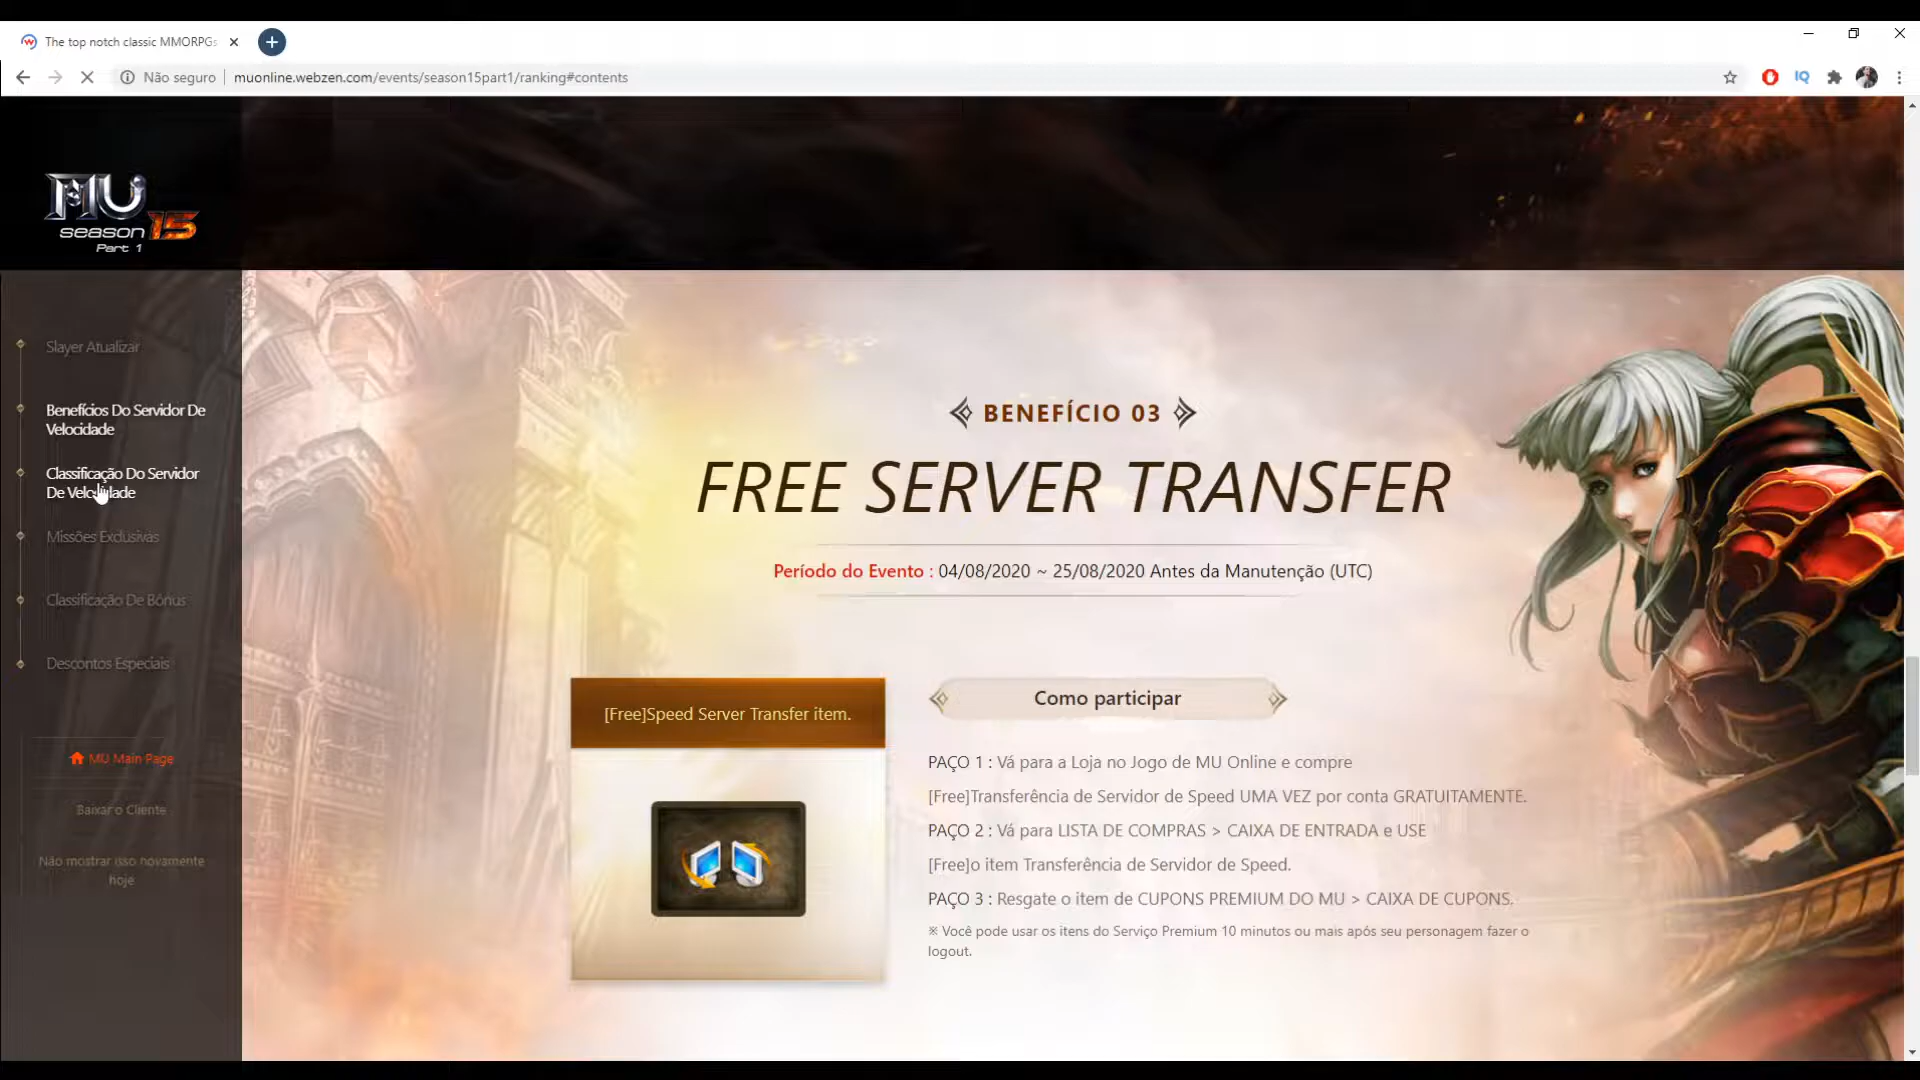 The top notch classic MMORPGs
Não seguro
muonline.webzen.com/events/season15part1/ranking#contents
IQ
MU
season 15
Part 1
Slayer Atualizar
Benefícios Do Servidor De
Velocidade
Classificação Do Servidor
De Velocidade
Missões Exclusivas
Classificação De Bônus
Descontos Especiais
MU Main Page
Baixar o Cliente
Não mostrar isso novamente
hoje
BENEFÍCIO 03
FREE SERVER TRANSFER
Período do Evento : 04/08/2020 ~ 25/08/2020 Antes da Manutenção (UTC)
[Free]Speed Server Transfer item.
Como participar
PAÇO 1 : Vá para a Loja no Jogo de MU Online e compre
[Free]Transferência de Servidor de Speed UMA VEZ por conta GRATUITAMENTE.
PAÇO 2 : Vá para LISTA DE COMPRAS > CAIXA DE ENTRADA e USE
[Free]o item Transferência de Servidor de Speed.
PAÇO 3 : Resgate o item de CUPONS PREMIUM DO MU > CAIXA DE CUPONS.
※ Você pode usar os itens do Serviço Premium 10 minutos ou mais após seu personagem fazer o
logout.